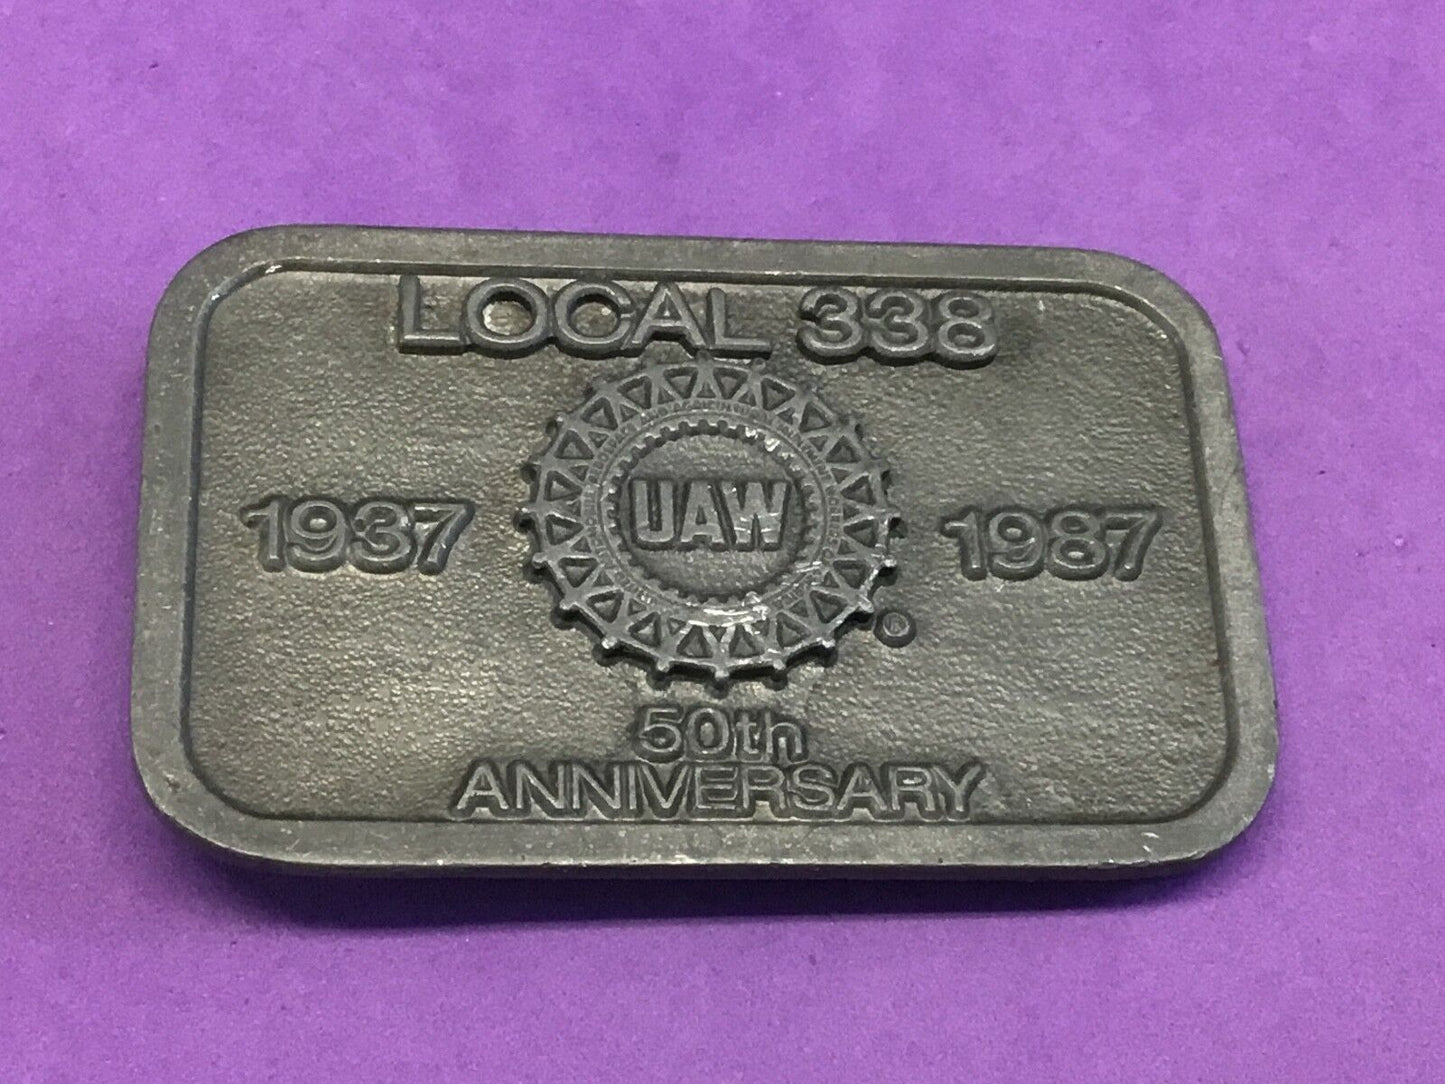 LOCAL 338
1937 UAW 1987
®
50th
ANNIVERSARY